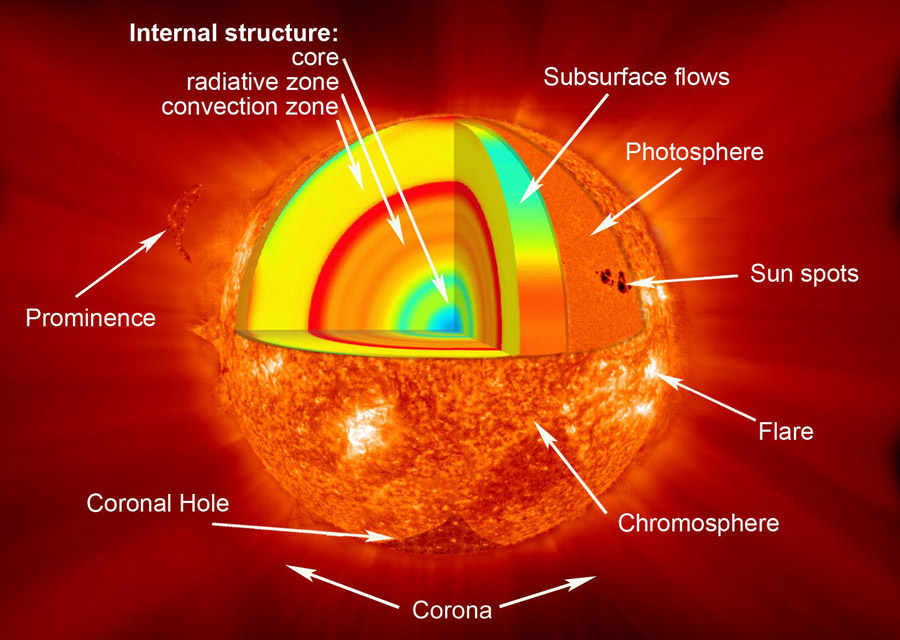 Internal structure:
core
radiative zone
convection zone
Subsurface flows
Photosphere
Sun spots
Prominence
Flare
Coronal Hole
Chromosphere
Corona